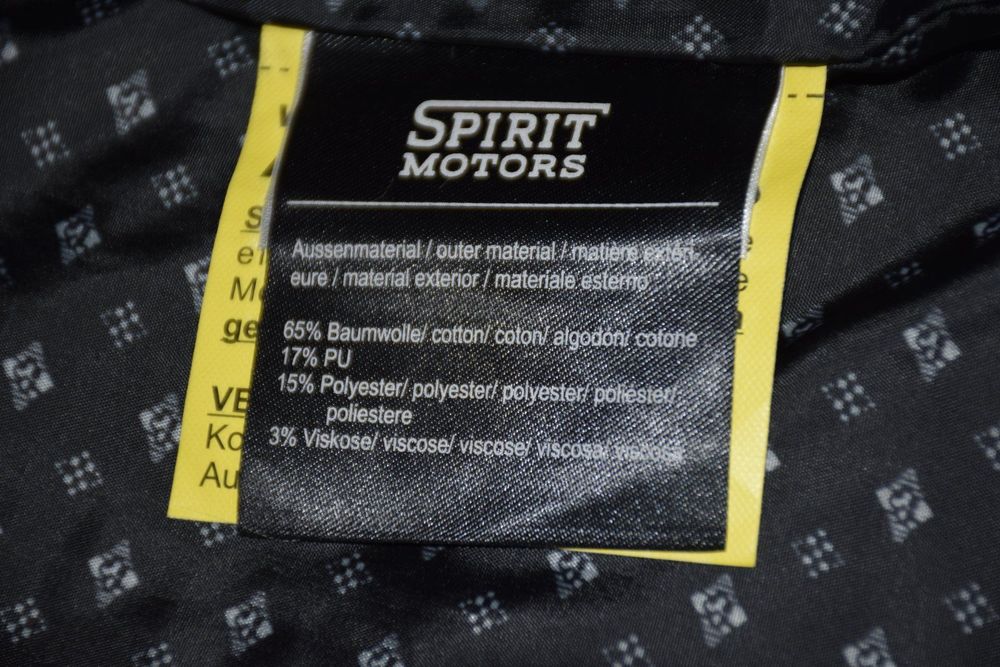 SPIRIT
MOTORS
Aussenmaterial / outer material / matière extéri
eure / material exterior / materiale esternno
65% Baumwolle/ cotton/ coton/ algodon/ cotone
17% PU
15% Polyester/ polyester/ polyester/ poliester/
poliestere
3% Viskose/ viscose/ viscose/ viscosa/ viscosa